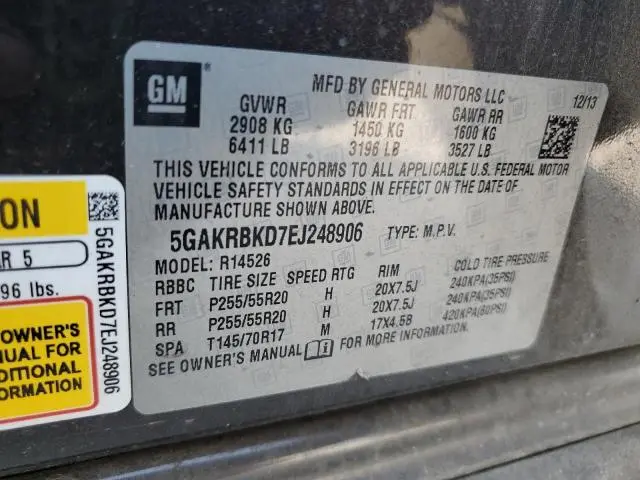 GM
MFD BY GENERAL MOTORS LLC
12/13
GVWR GAWR FRT GAWR RR
2908 KG 1450 KG 1600 KG
6411 LB 3196 LB 3527 LB
THIS VEHICLE CONFORMS TO ALL APPLICABLE U.S. FEDERAL MOTOR
VEHICLE SAFETY STANDARDS IN EFFECT ON THE DATE OF
MANUFACTURE SHOWN ABOVE.
5GAKRBKD7EJ248906 TYPE: M.P.V.
MODEL: R14526
RBBC TIRE SIZE SPEED RTG RIM COLD TIRE PRESSURE
FRT P255/55R20 H 20X7.5J 240KPA(35PSI)
RR P255/55R20 H 20X7.5J 240KPA(35PSI)
SPA T145/70R17 M 17X4.5B 420KPA(60PSI)
SEE OWNER'S MANUAL FOR MORE INFORMATION
ON
R 5
96 lbs.
OWNER'S
NUAL FOR
DITIONAL
ORMATION
5GAKRBKD7EJ248906